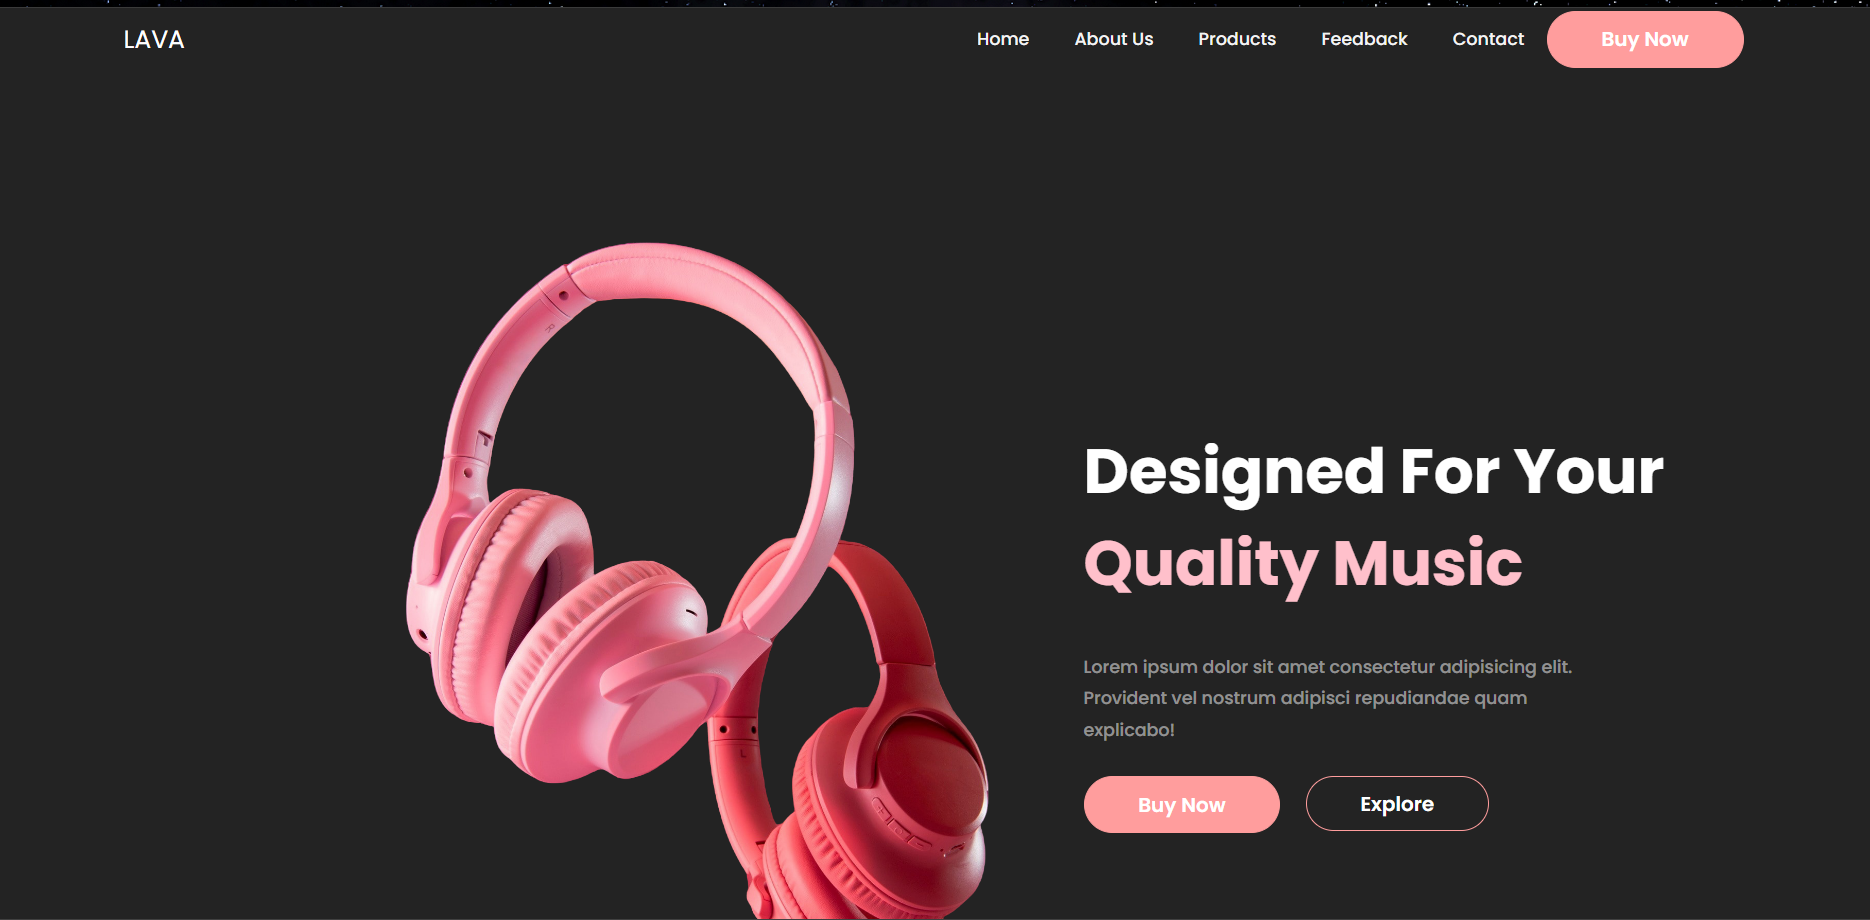 LAVA
Home
About Us
Products
Feedback
Contact
Buy Now
Designed For Your
Quality Music
Lorem ipsum dolor sit amet consectetur adipisicing elit.
Provident vel nostrum adipisci repudiandae quam
explicabo!
Buy Now
Explore